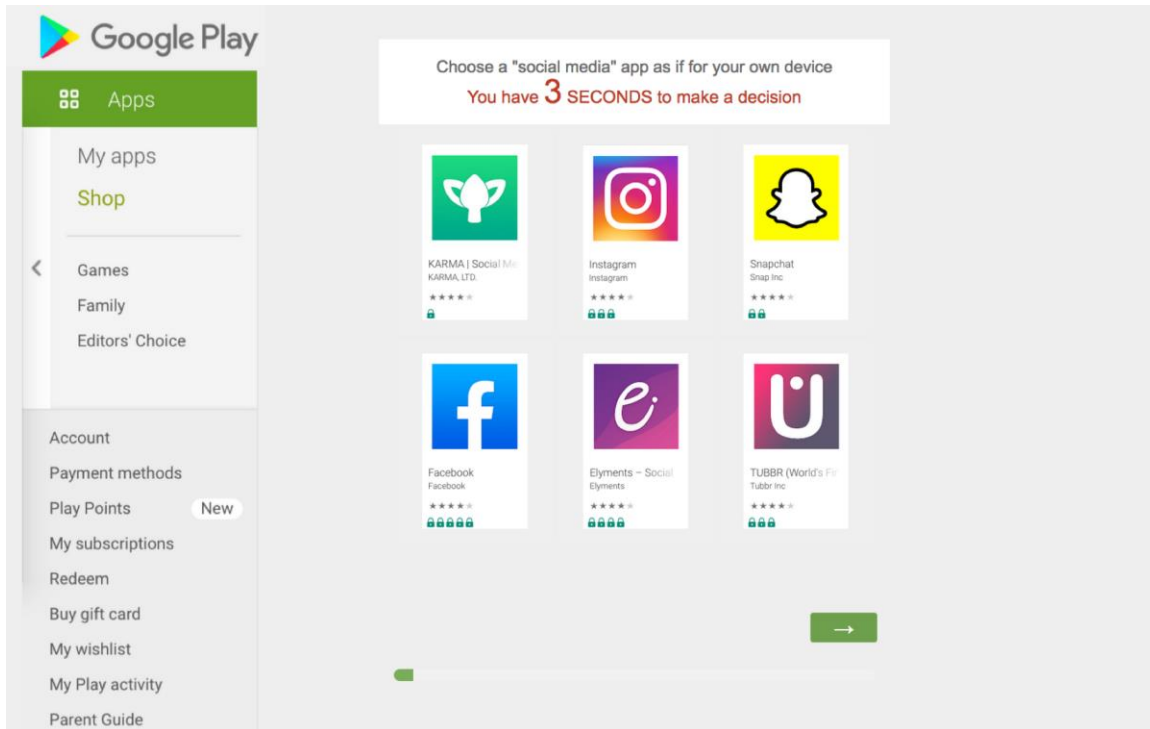 Google Play
Apps
My apps
Shop
Games
Family
Editors' Choice
Account
Payment methods
Play Points New
My subscriptions
Redeem
Buy gift card
My wishlist
My Play activity
Parent Guide
Choose a "social media" app as if for your own device
You have 3 SECONDS to make a decision
KARMA | Social Me
KARMA, LTD.
Instagram
Instagram
Snapchat
Snap Inc
Facebook
Facebook
Elyments – Social
Elyments
TUBBR (World's Fir
Tubbr Inc